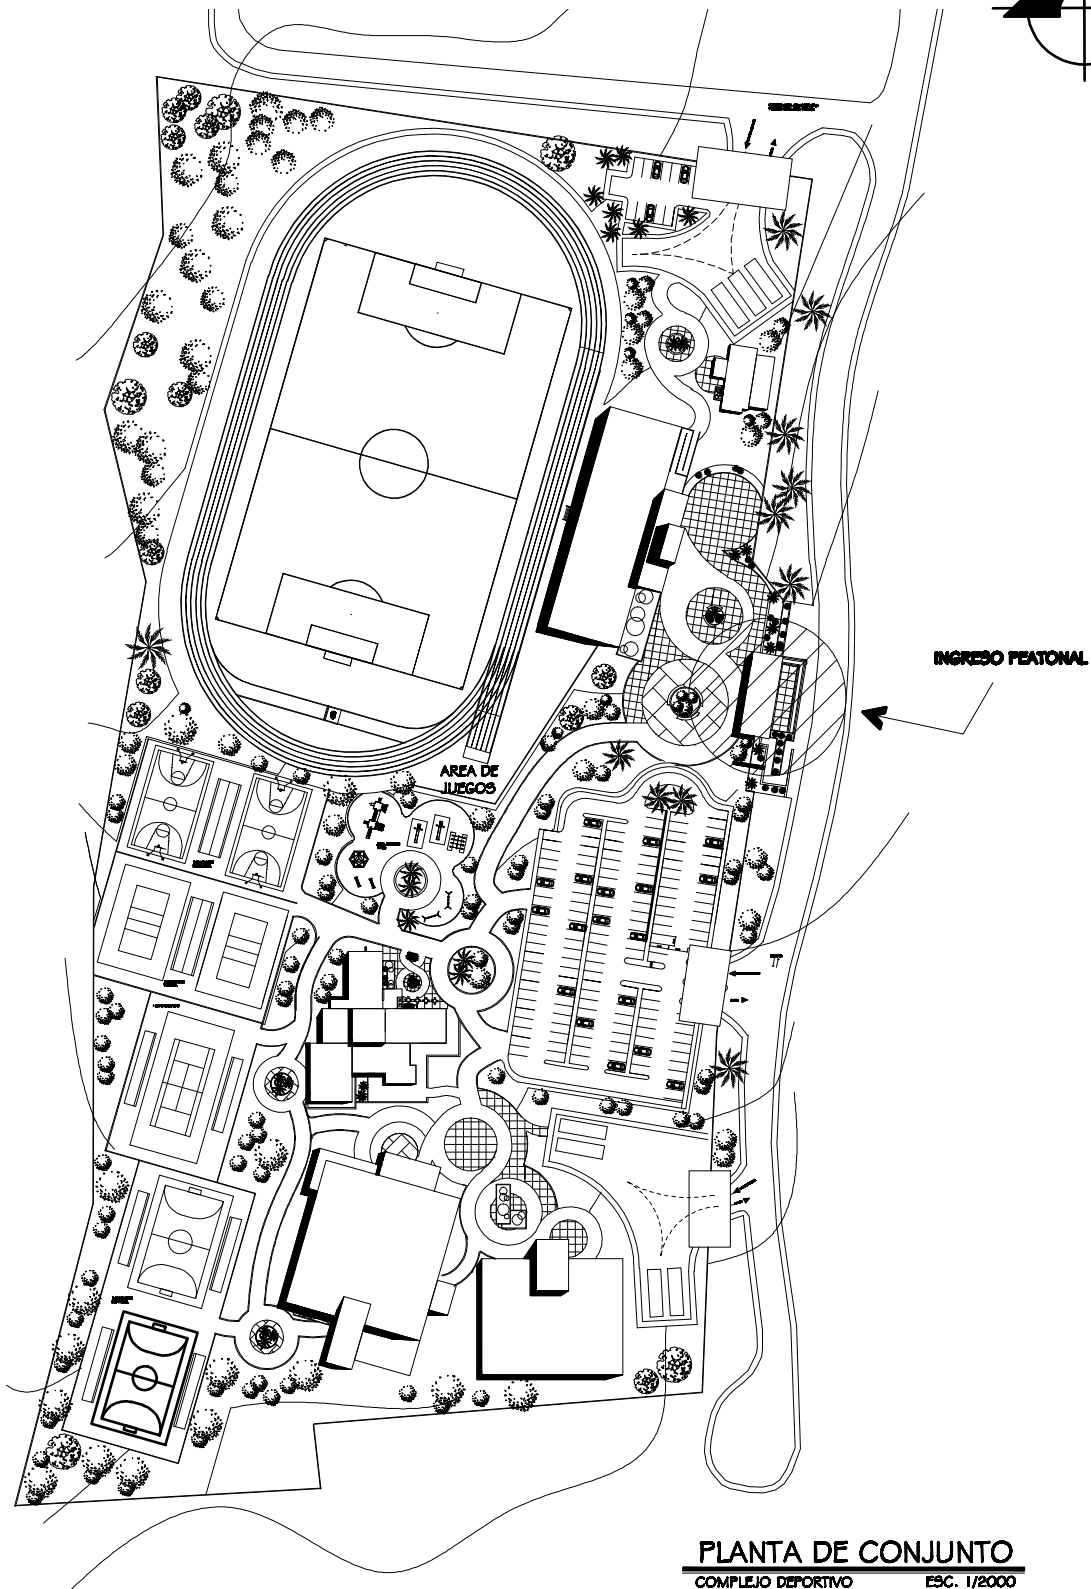 INGRESO PEATONAL
AREA DE
JUEGOS
PLANTA DE CONJUNTO
COMPLEJO DEPORTIVO ESC. 1/2000